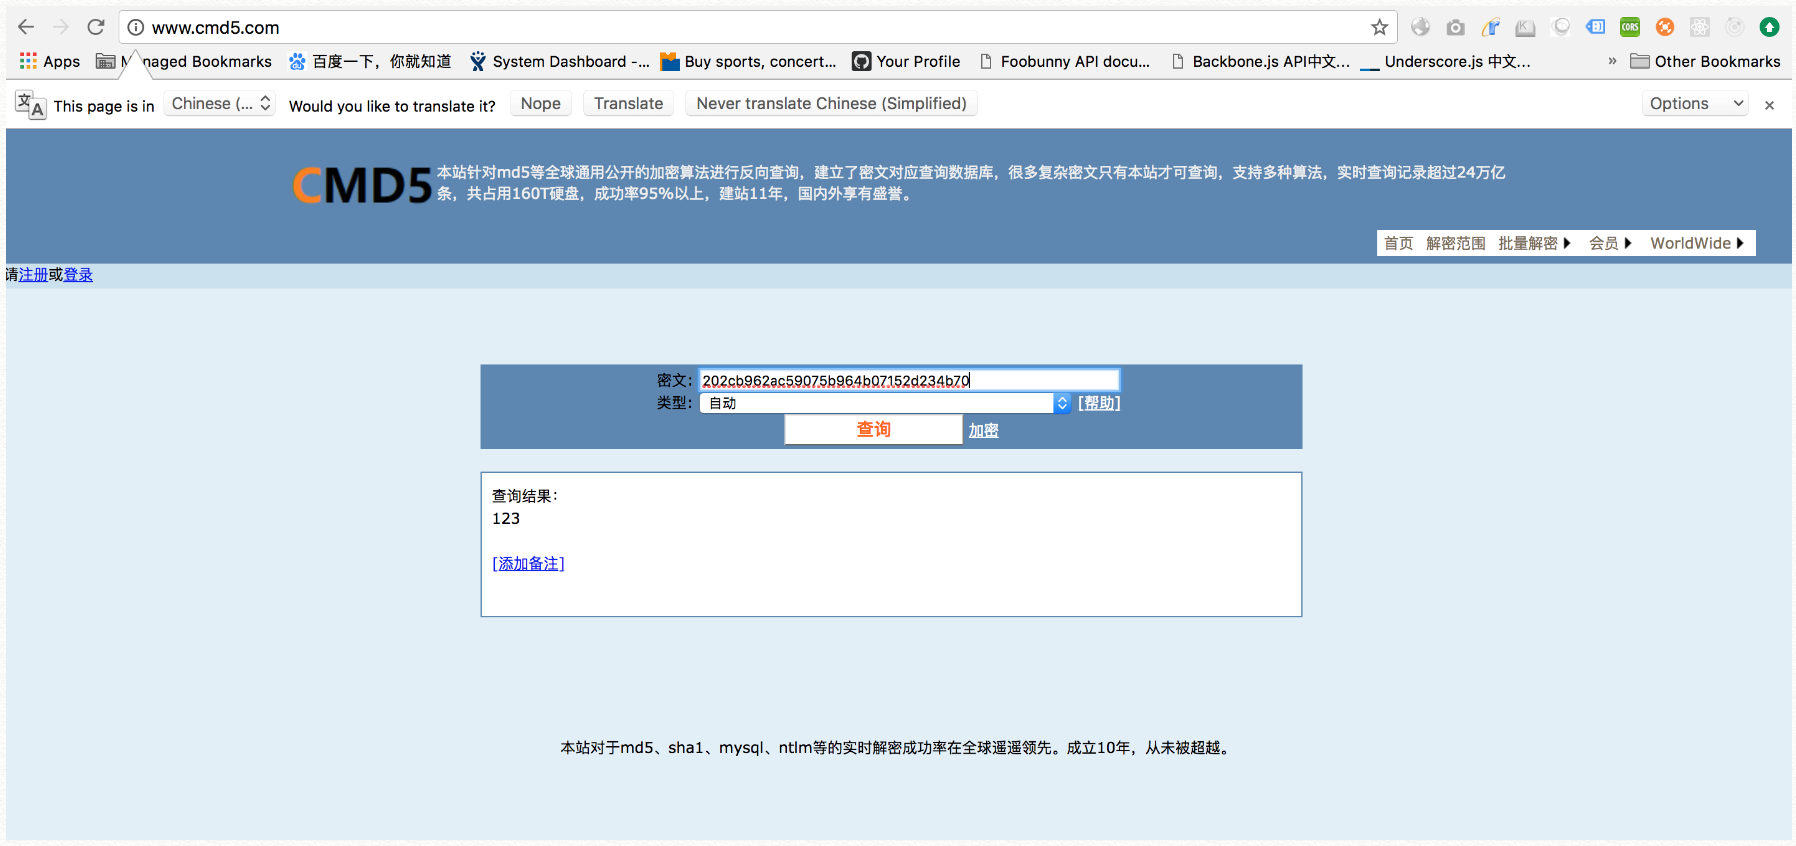 www.cmd5.com
Apps Managed Bookmarks 百度一下，你就知道 System Dashboard -... Buy sports, concert... Your Profile Foobunny API docu... Backbone.js API中文... Underscore.js 中文... » Other Bookmarks
This page is in Chinese (... Would you like to translate it? Nope Translate Never translate Chinese (Simplified) Options
CMD5 本站针对md5等全球通用公开的加密算法进行反向查询，建立了密文对应查询数据库，很多复杂密文只有本站才可查询，支持多种算法，实时查询记录超过24万亿
条，共占用160T硬盘，成功率95%以上，建站11年，国内外享有盛誉。
首页 解密范围 批量解密 会员 WorldWide
请注册或登录
密文: 202cb962ac59075b964b07152d234b70
类型: 自动 [帮助]
查询 加密
查询结果:
123
[添加备注]
本站对于md5、sha1、mysql、ntlm等的实时解密成功率在全球遥遥领先。成立10年，从未被超越。